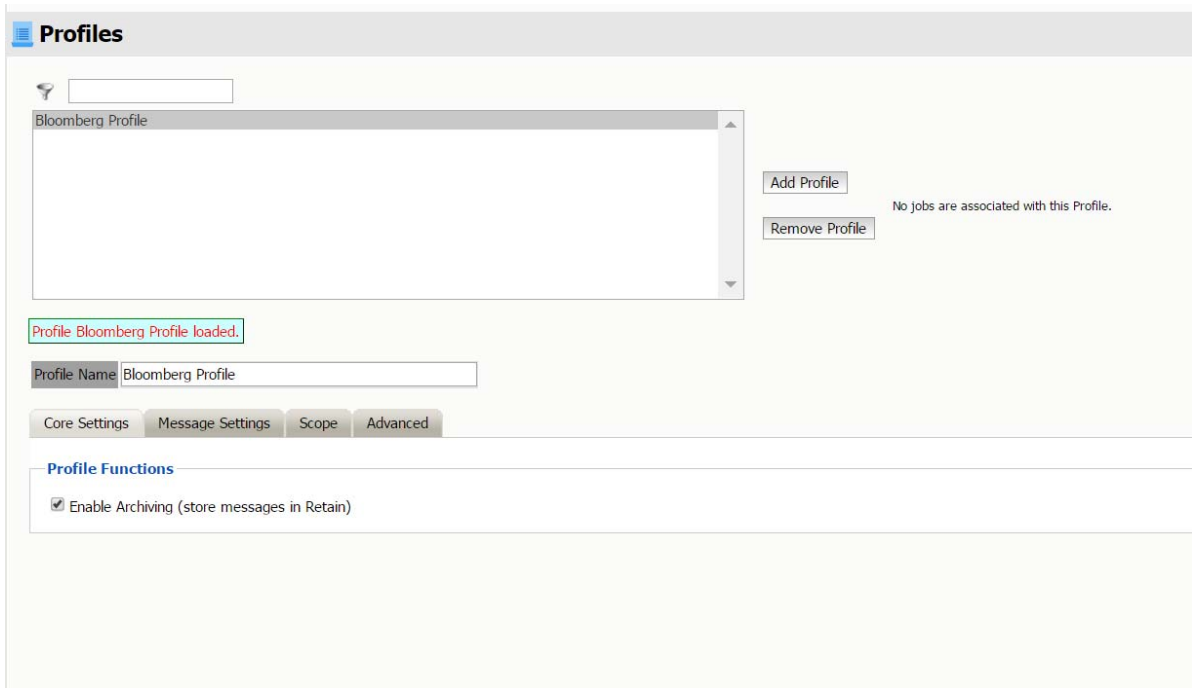 Profiles
Bloomberg Profile
Add Profile
No jobs are associated with this Profile.
Remove Profile
Profile Bloomberg Profile loaded.
Profile Name Bloomberg Profile
Core Settings Message Settings Scope Advanced
Profile Functions
Enable Archiving (store messages in Retain)